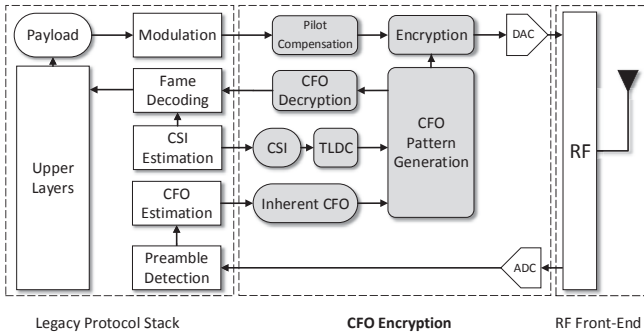 Payload
Modulation
Pilot
Compensation
Encryption
DAC
Fame
Decoding
CFO
Decryption
CFO
Pattern
Generation
CSI
Estimation
CSI
TLDC
Upper
Layers
RF
CFO
Estimation
Inherent CFO
Preamble
Detection
ADC
Legacy Protocol Stack
CFO Encryption
RF Front-End